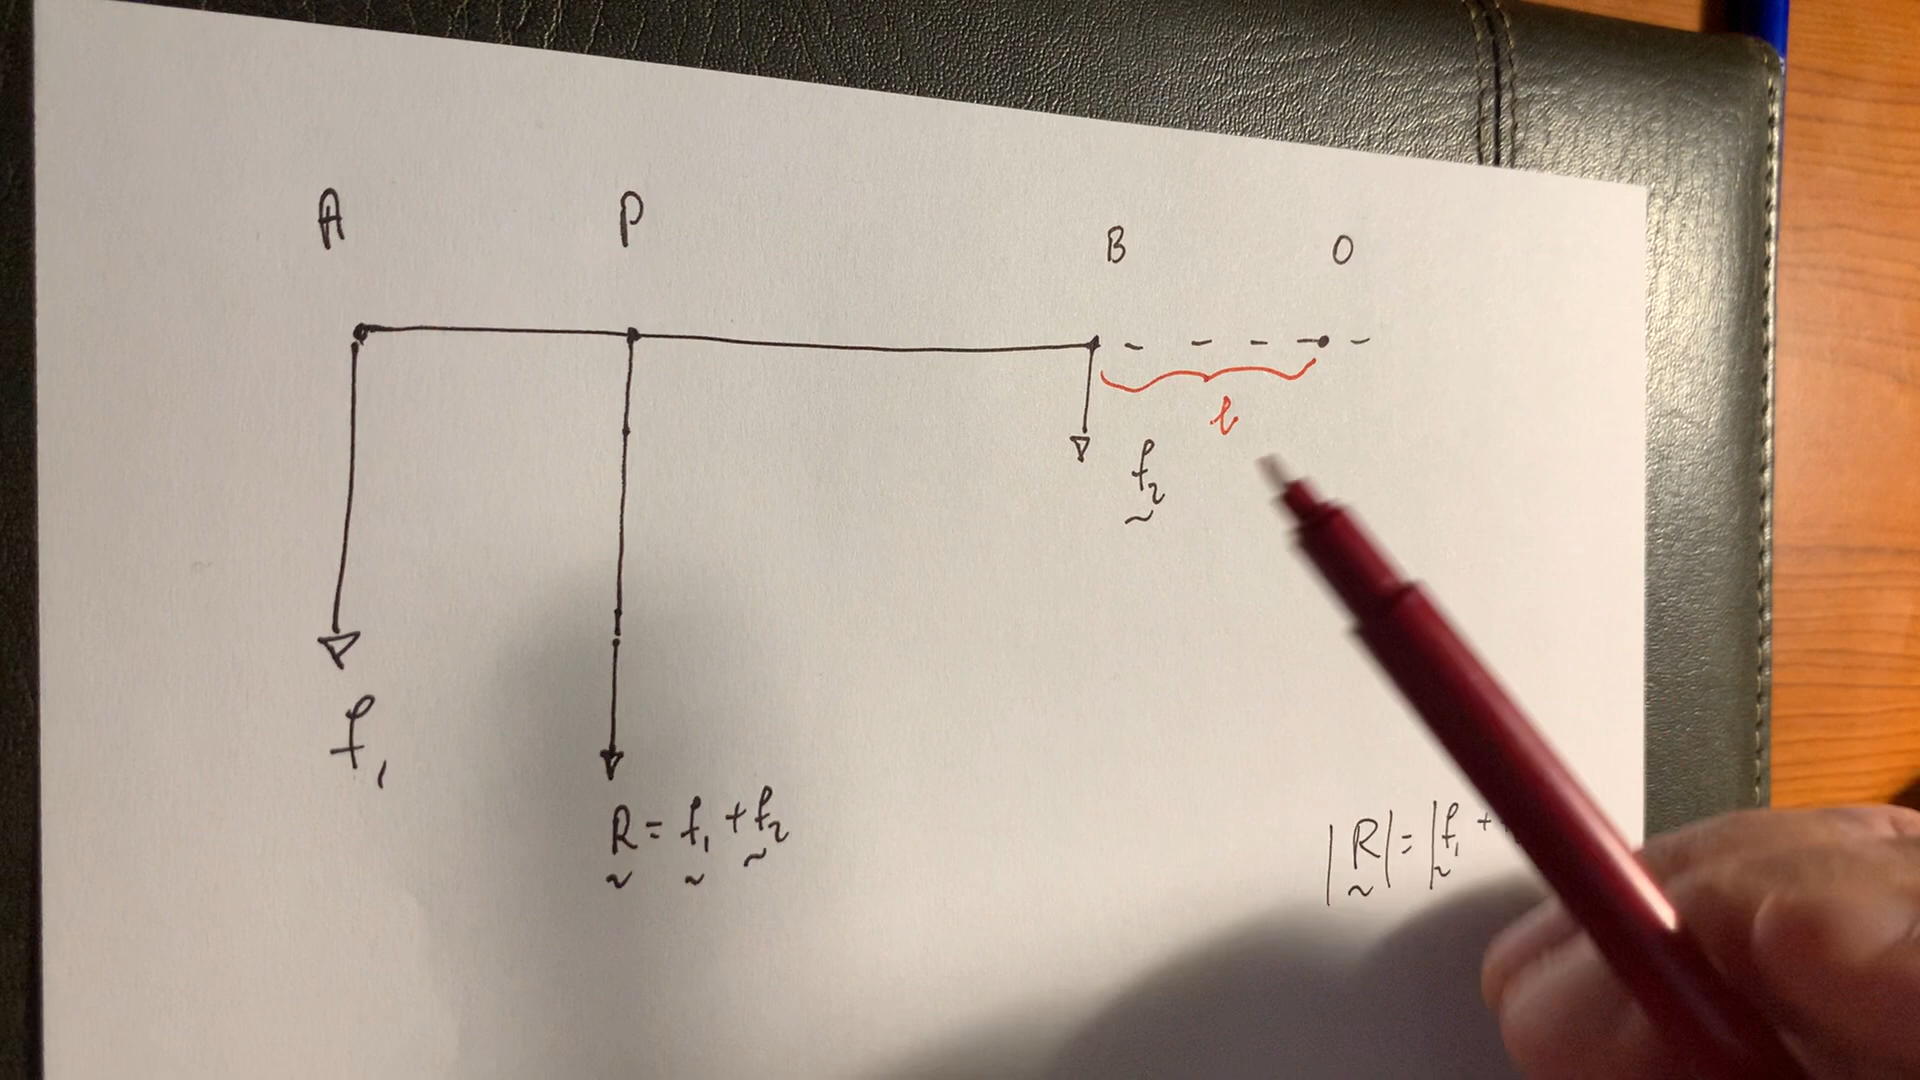 A P B O
l
f₂
f₁
R = f₁ + f₂
|R| = |f₁ +